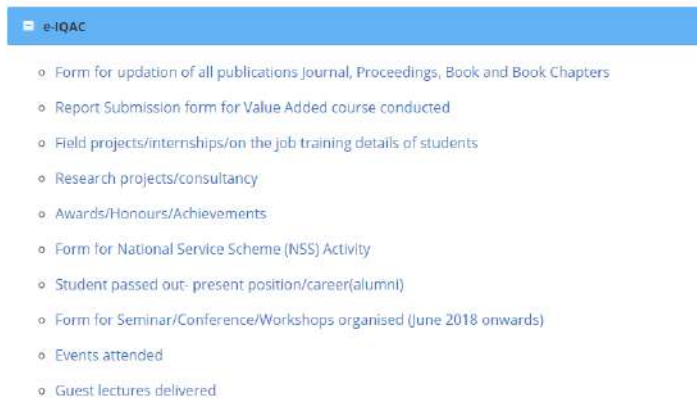 e-IQAC
Form for updation of all publications Journal, Proceedings, Book and Book Chapters
Report Submission form for Value Added course conducted
Field projects/internships/on the job training details of students
Research projects/consultancy
Awards/Honours/Achievements
Form for National Service Scheme (NSS) Activity
Student passed out- present position/career(alumni)
Form for Seminar/Conference/Workshops organised (June 2018 onwards)
Events attended
Guest lectures delivered